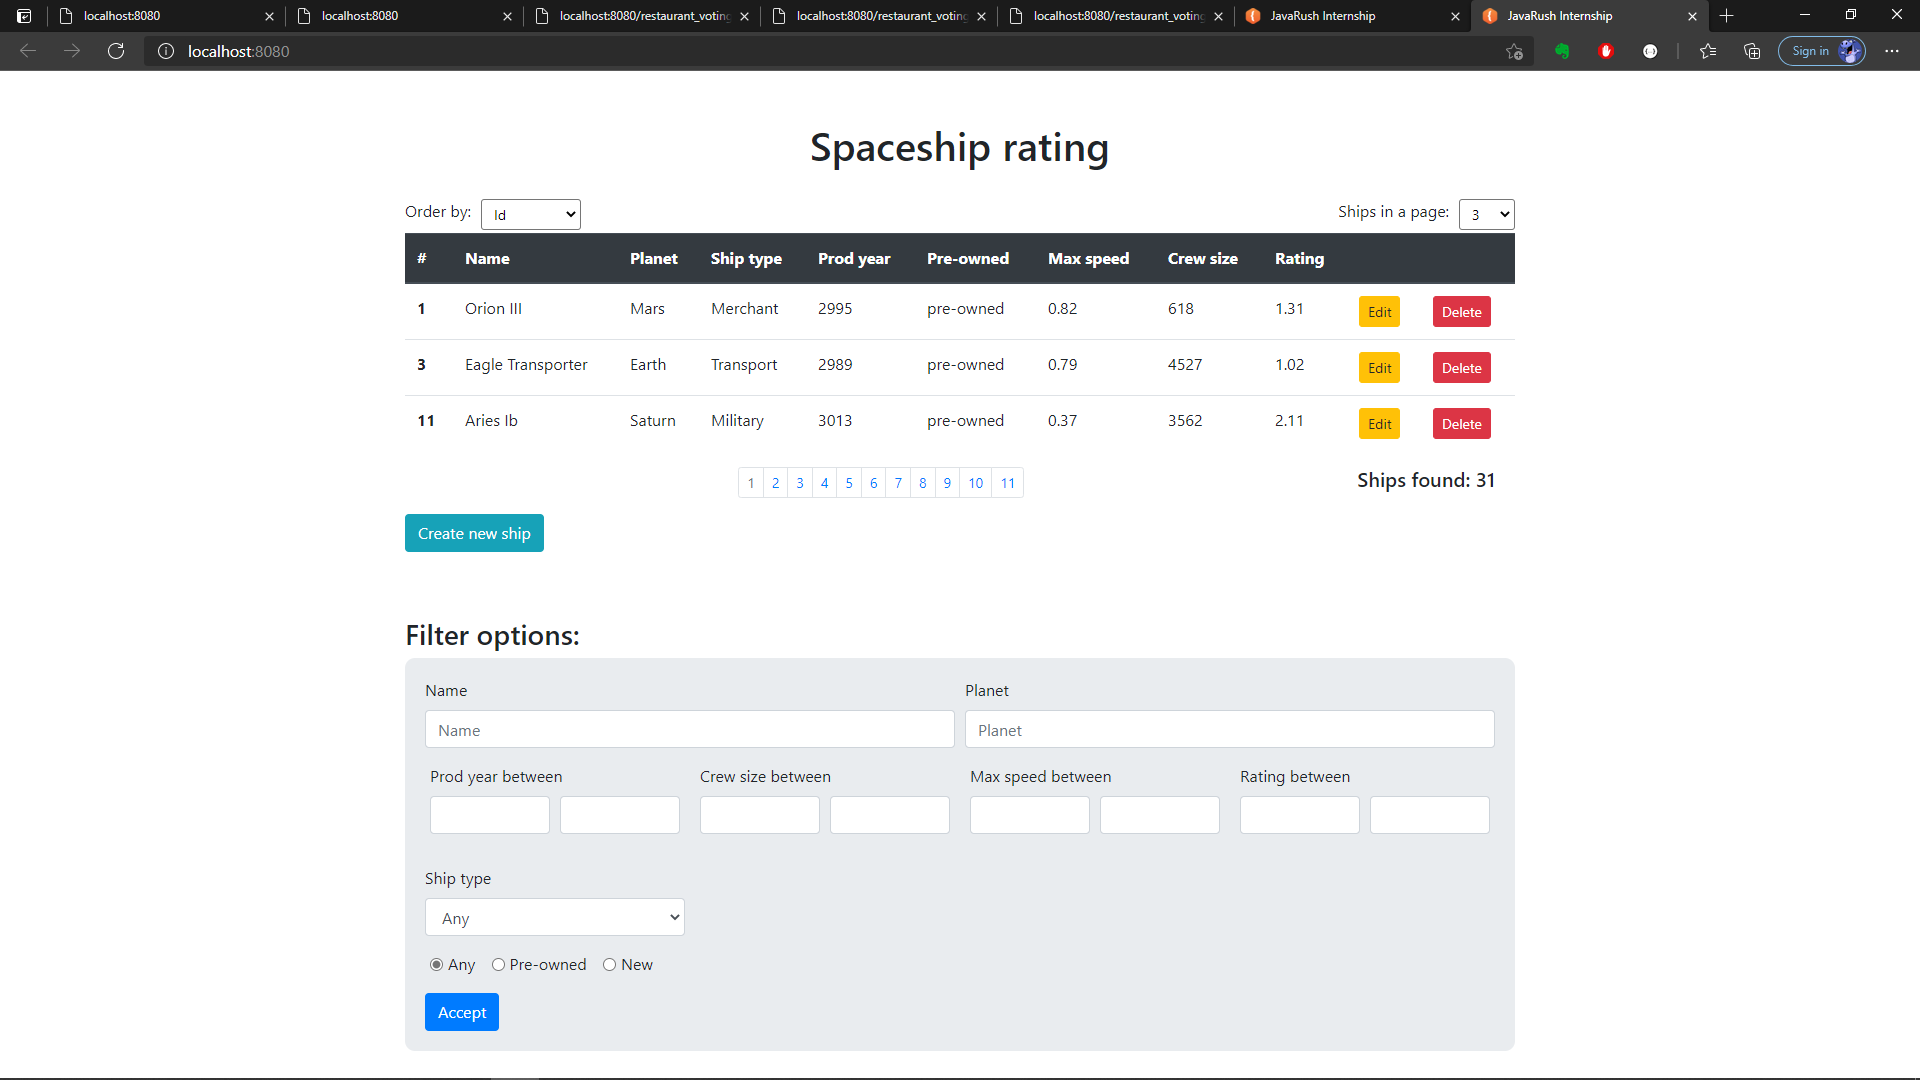 localhost:8080 localhost:8080 localhost:8080/restaurant_voting localhost:8080/restaurant_voting localhost:8080/restaurant_voting JavaRush Internship JavaRush Internship
localhost:8080 Sign in
Spaceship rating
Order by: Id Ships in a page: 3
# Name Planet Ship type Prod year Pre-owned Max speed Crew size Rating
1 Orion III Mars Merchant 2995 pre-owned 0.82 618 1.31 Edit Delete
3 Eagle Transporter Earth Transport 2989 pre-owned 0.79 4527 1.02 Edit Delete
11 Aries Ib Saturn Military 3013 pre-owned 0.37 3562 2.11 Edit Delete
1 2 3 4 5 6 7 8 9 10 11 Ships found: 31
Create new ship
Filter options:
Name Planet
Name Planet
Prod year between Crew size between Max speed between Rating between
Ship type
Any
Any Pre-owned New
Accept